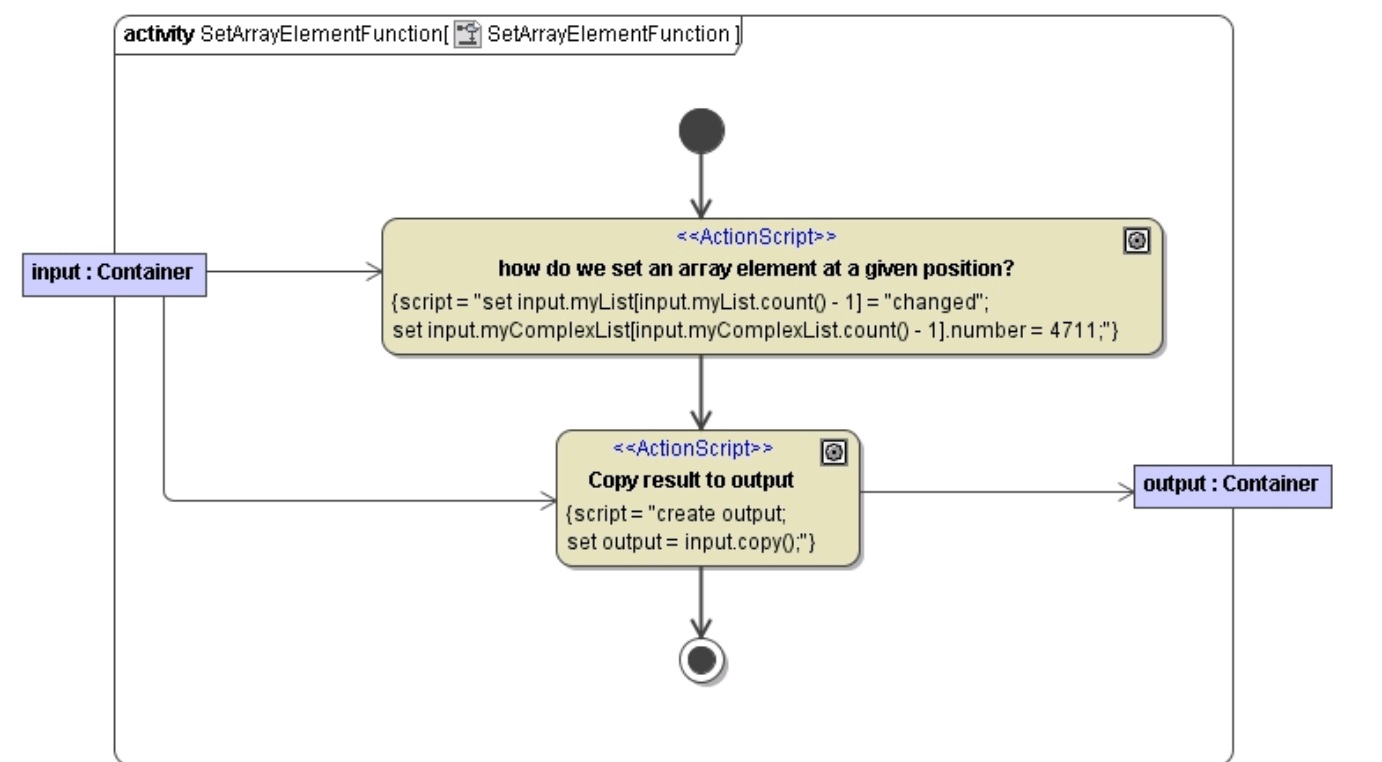 activity SetArrayElementFunction[ SetArrayElementFunction ]
<<ActionScript>>
how do we set an array element at a given position?
input : Container
{script = "set input.myList[input.myList.count() - 1] = "changed";
set input.myComplexList[input.myComplexList.count() - 1].number = 4711;"}
<<ActionScript>>
Copy result to output
output : Container
{script = "create output;
set output = input.copy();"}